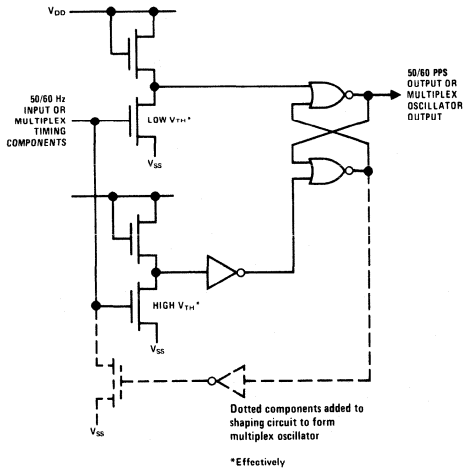 VDD
50/60 Hz
INPUT OR
MULTIPLEX
TIMING
COMPONENTS
LOW VTH*
VSS
50/60 PPS
OUTPUT OR
MULTIPLEX
OSCILLATOR
OUTPUT
HIGH VTH*
VSS
VSS
Dotted components added to
shaping circuit to form
multiplex oscillator
*Effectively